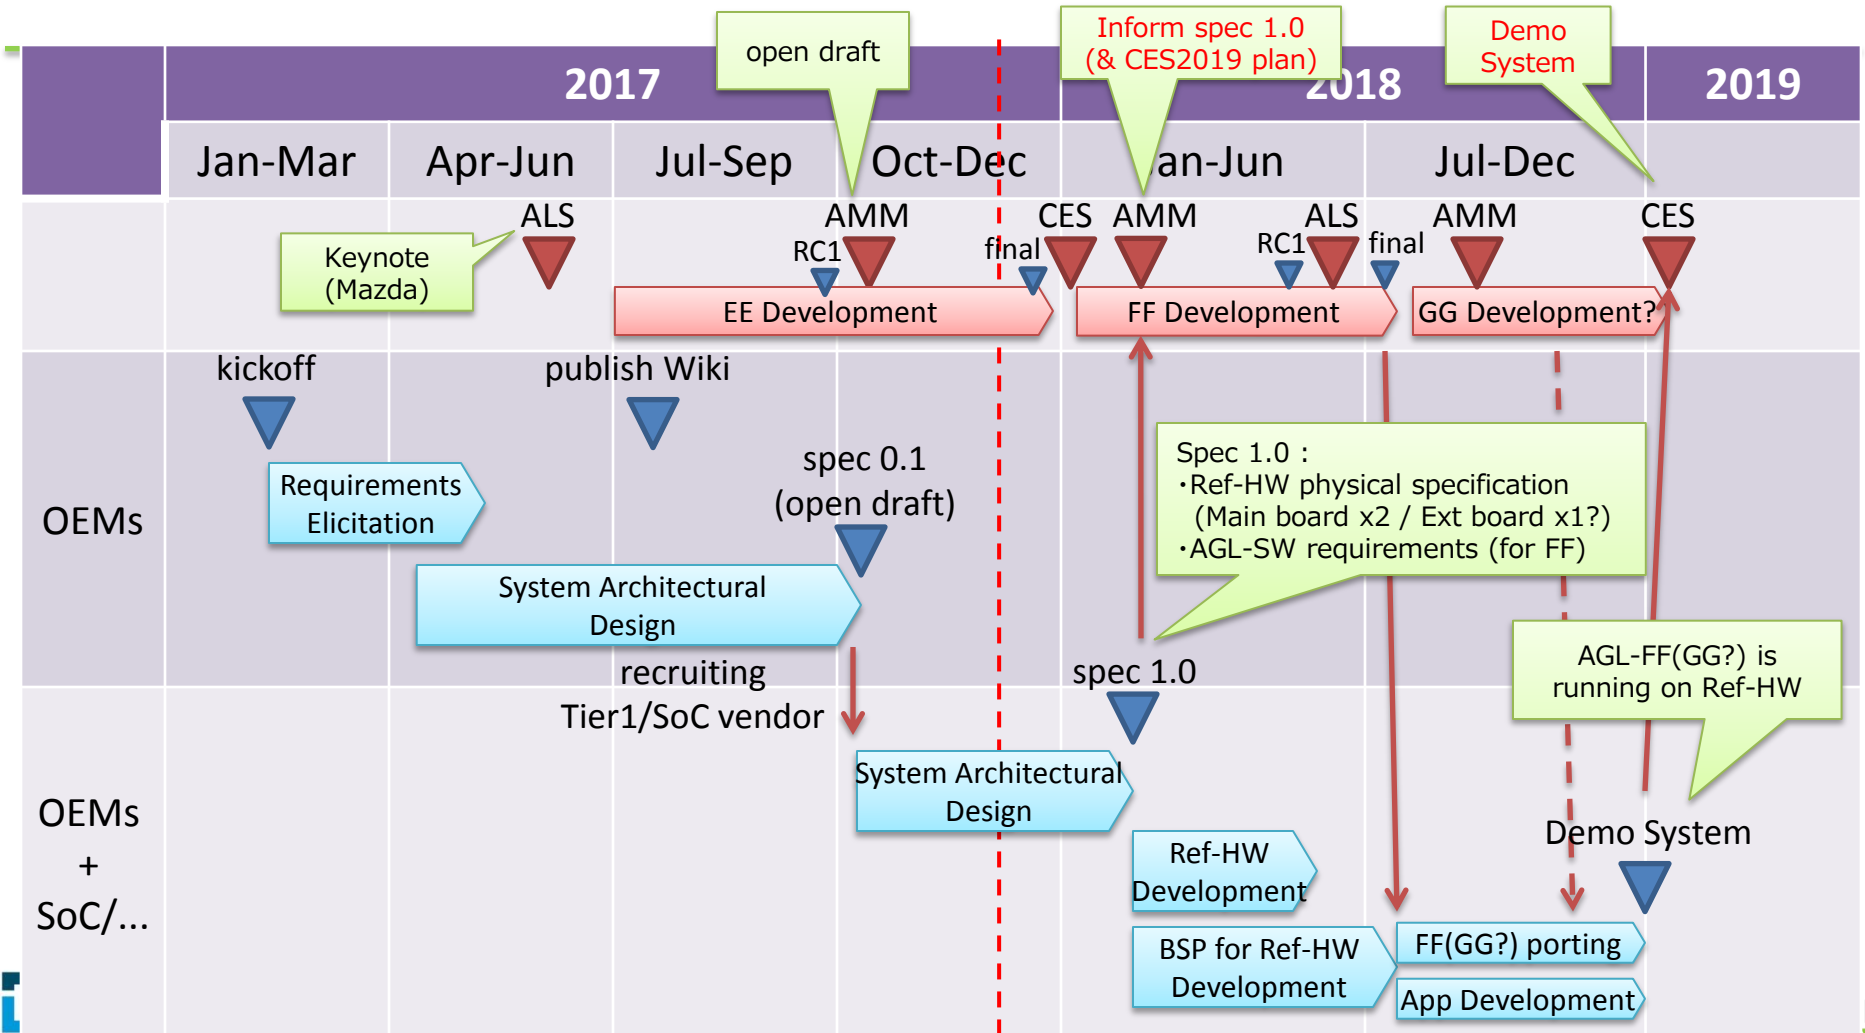 open draft
Inform spec 1.0
(& CES2019 plan)
Demo
System
2017
2018
2019
Jan-Mar
Apr-Jun
Jul-Sep
Oct-Dec
Jan-Jun
Jul-Dec
Keynote
(Mazda)
ALS
AMM
CES
AMM
ALS
AMM
CES
RC1
final
RC1
final
EE Development
FF Development
GG Development?
OEMs
kickoff
publish Wiki
Requirements
Elicitation
spec 0.1
(open draft)
System Architectural
Design
Spec 1.0 :
・Ref-HW physical specification
(Main board x2 / Ext board x1?)
・AGL-SW requirements (for FF)
recruiting
Tier1/SoC vendor
spec 1.0
AGL-FF(GG?) is
running on Ref-HW
OEMs
+
SoC/...
System Architectural
Design
Ref-HW
Development
Demo System
BSP for Ref-HW
Development
FF(GG?) porting
App Development